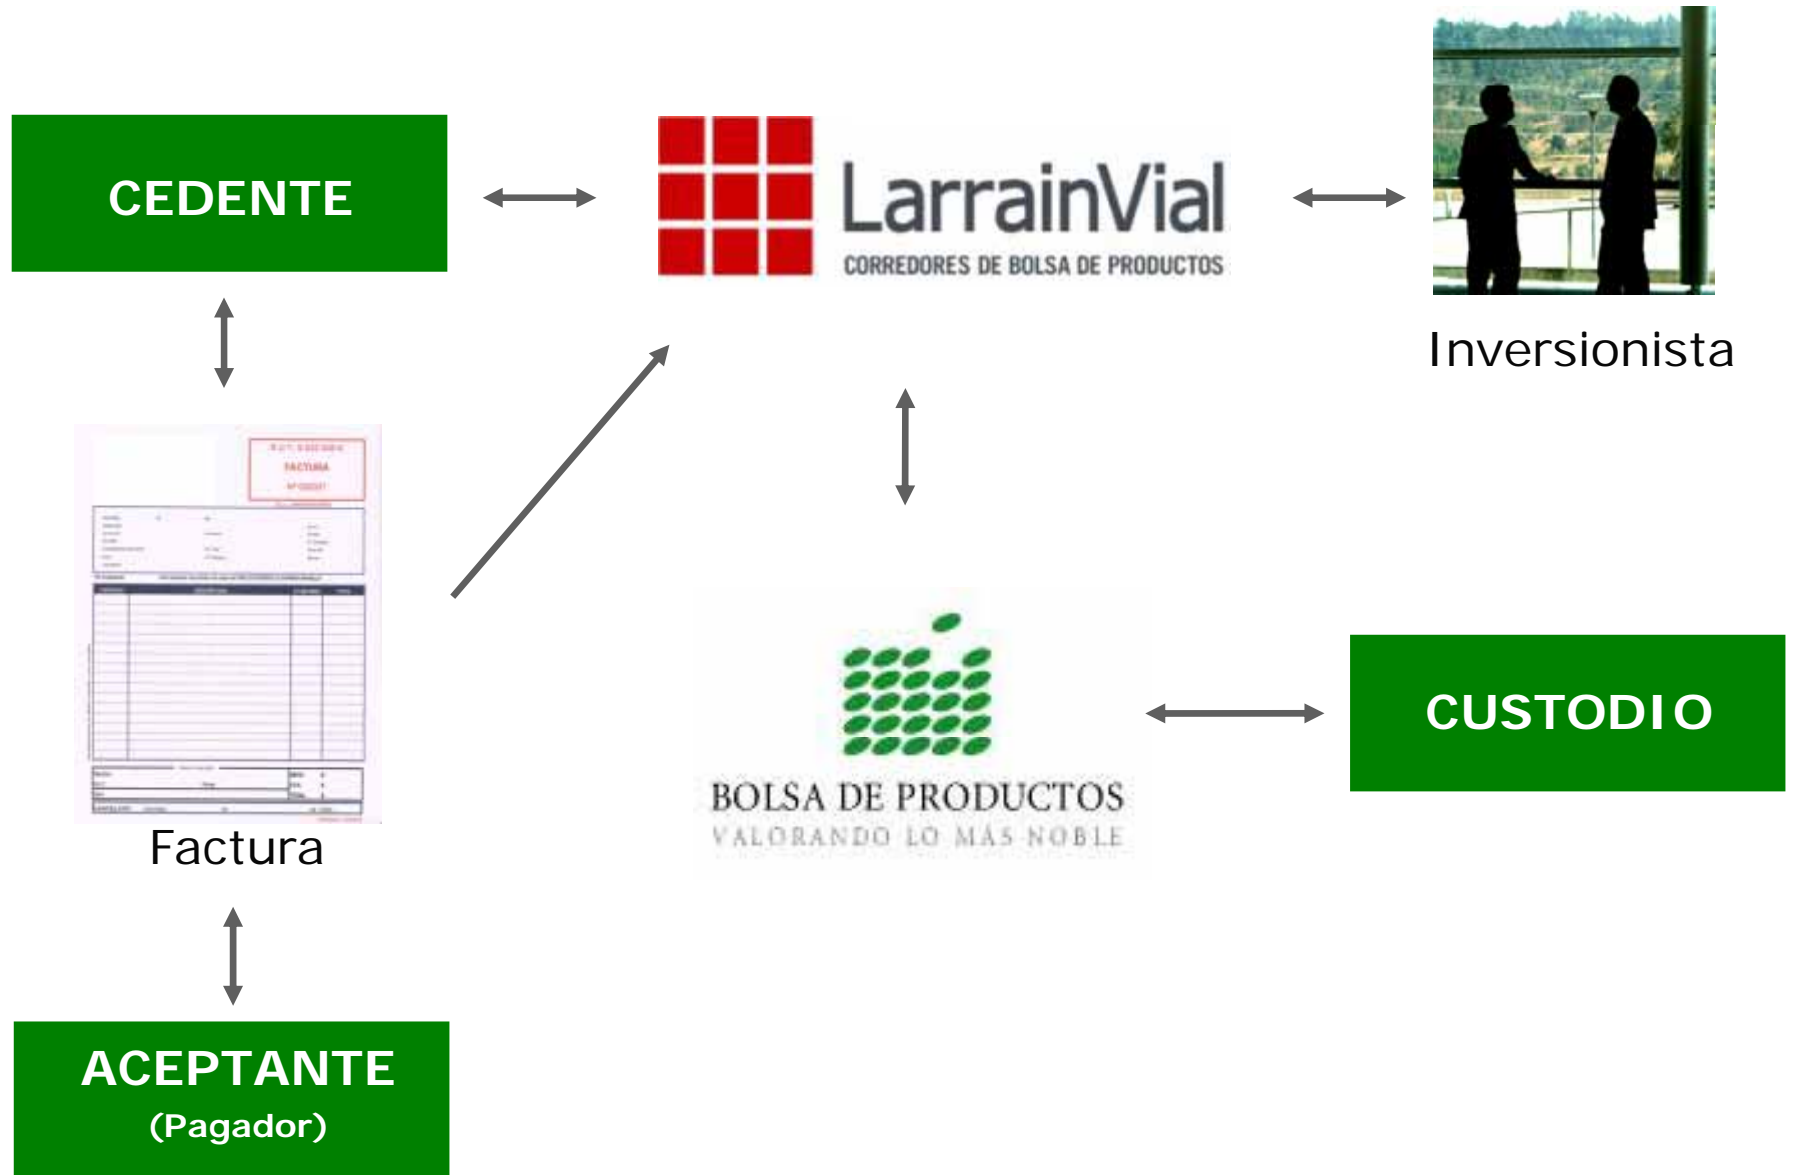 CEDENTE
LarrainVial
CORREDORES DE BOLSA DE PRODUCTOS
Inversionista
FACTURA
Factura
BOLSA DE PRODUCTOS
VALORANDO LO MÁS NOBLE
CUSTODIO
ACEPTANTE
(Pagador)